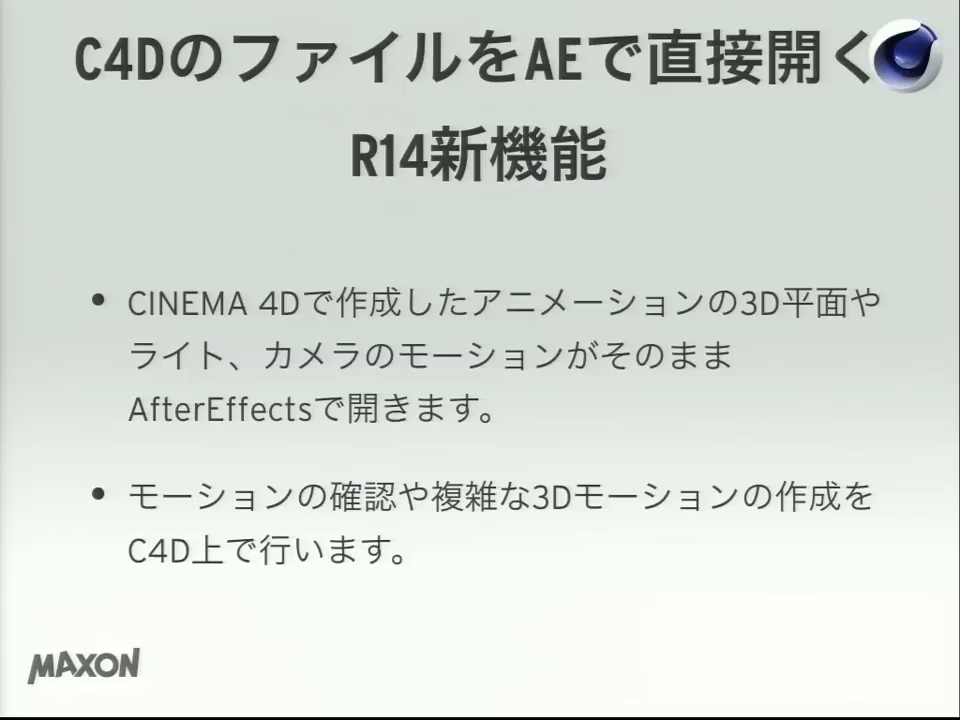 C4DのファイルをAEで直接開く
R14新機能
• CINEMA 4Dで作成したアニメーションの3D平面や
ライト、カメラのモーションがそのまま
AfterEffectsで開きます。
• モーションの確認や複雑な3Dモーションの作成を
C4D上で行います。
MAXON